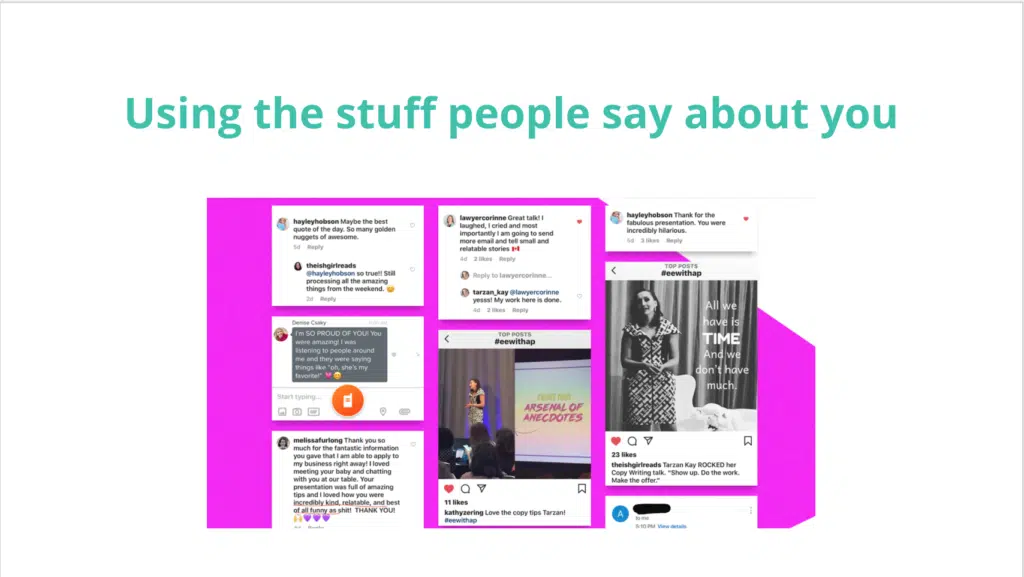 Using the stuff people say about you
hayleyhobson Maybe the best
quote of the day. So many golden
nuggets of awesome.
5d Reply
theishgirlreads
@hayleyhobson so true!! Still
processing all the amazing
things from the weekend. 😊
2d Reply
Denise Cooky
I'm SO PROUD OF YOU! You
were amazing! I was
listening to people around
me and they were saying
things like "oh, she's my
favorite!" 💗😍
Start typing...
GIF
melissafurlong Thank you so
much for the fantastic information
you gave that I am able to apply to
my business right away! I loved
meeting your baby and chatting
with you at our table. Your
presentation was full of amazing
tips and I loved how you were
incredibly kind, relatable, and best
of all funny as shit! THANK YOU!
🙌💜💜💜
lawyercorinne Great talk! I
laughed, I cried and most
importantly I am going to send
more email and tell small and
relatable stories 🇨🇦
4d 2 likes Reply
Reply to lawyercorinne...
tarzan_kay @lawyercorinne
yesss! My work here is done.
4d 2 likes Reply
TOP POSTS
#eewithap
ARSENAL OF
ANECDOTES
11 likes
kathyzering Love the copy tips Tarzan!
#eewithap
hayleyhobson Thank for the
fabulous presentation. You were
incredibly hilarious.
5d 3 likes Reply
TOP POSTS
#eewithap
All we
have is
TIME
And we
don't have
much.
23 likes
theishgirlreads Tarzan Kay ROCKED her
Copy Writing talk. "Show up. Do the work.
Make the offer."
A
to me
5:10 PM View details